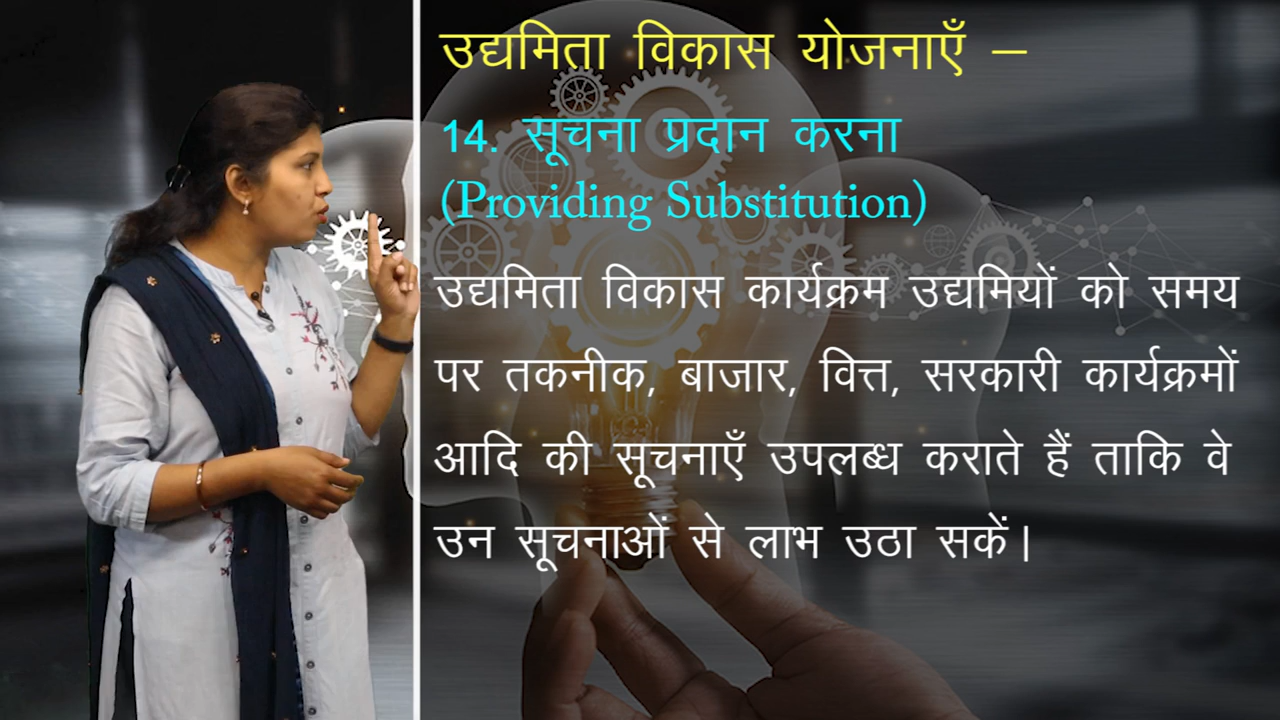 उद्यमिता विकास योजनाएँ –
14. सूचना प्रदान करना
(Providing Substitution)
उद्यमिता विकास कार्यक्रम उद्यमियों को समय
पर तकनीक, बाजार, वित्त, सरकारी कार्यक्रमों
आदि की सूचनाएँ उपलब्ध कराते हैं ताकि वे
उन सूचनाओं से लाभ उठा सकें।